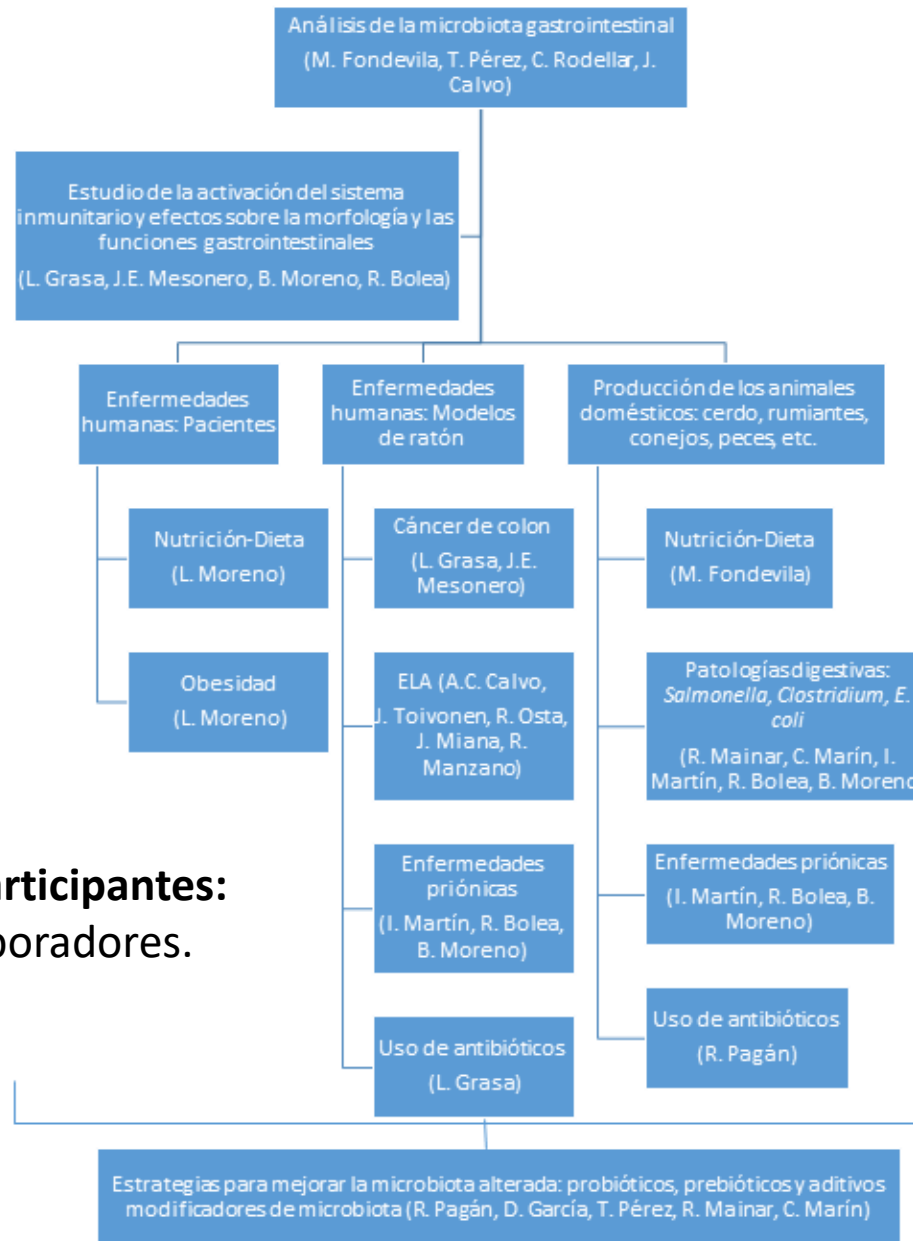 Análisis de la microbiota gastrointestinal
(M. Fondevila, T. Pérez, C. Rodellar, J.
Calvo)
Estudio de la activación del sistema
inmunitario y efectos sobre la morfología y las
funciones gastrointestinales
(L. Grasa, J.E. Mesonero, B. Moreno, R. Bolea)
Enfermedades
humanas: Pacientes
Nutrición-Dieta
(L. Moreno)
Obesidad
(L. Moreno)
Enfermedades
humanas: Modelos
de ratón
Cáncer de colon
(L. Grasa, J.E.
Mesonero)
ELA (A.C. Calvo,
J. Toivonen, R. Osta,
J. Miana, R.
Manzano)
Enfermedades
priónicas
(I. Martín, R. Bolea,
B. Moreno)
Uso de antibióticos
(L. Grasa)
Producción de los animales
domésticos: cerdo, rumiantes,
conejos, peces, etc.
Nutrición-Dieta
(M. Fondevila)
Patologías digestivas:
Salmonella, Clostridium, E.
coli
(R. Mainar, C. Marín, I.
Martín, R. Bolea, B. Moreno
Enfermedades priónicas
(I. Martín, R. Bolea, B.
Moreno)
Uso de antibióticos
(R. Pagán)
articipantes:
boradores.
Estrategias para mejorar la microbiota alterada: probióticos, prebióticos y aditivos
modificadores de microbiota (R. Pagán, D. García, T. Pérez, R. Mainar, C. Marín)